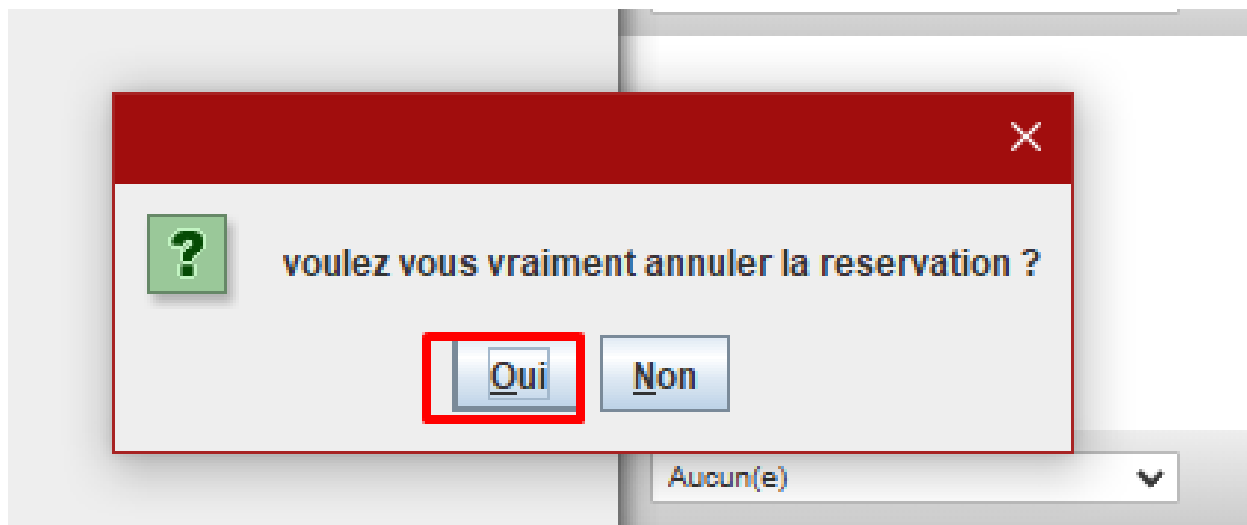 voulez vous vraiment annuler la reservation ?
Oui
Non
Aucun(e)